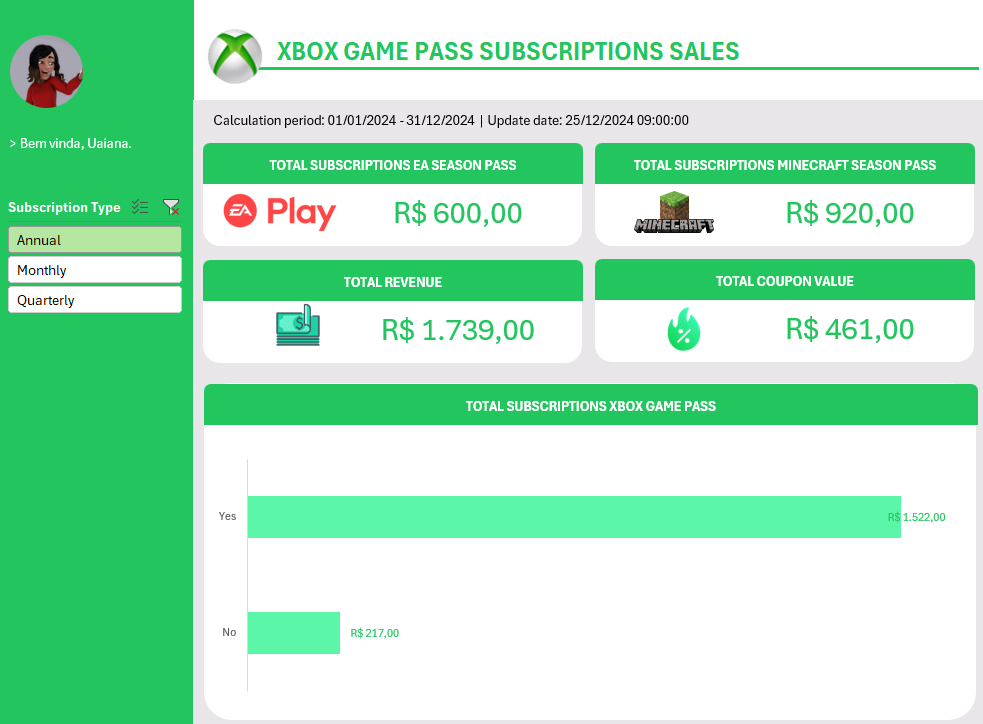 XBOX GAME PASS SUBSCRIPTIONS SALES
> Bem vinda, Uaiana.
Subscription Type
Annual
Monthly
Quarterly
Calculation period: 01/01/2024 - 31/12/2024 | Update date: 25/12/2024 09:00:00
TOTAL SUBSCRIPTIONS EA SEASON PASS
EA Play
R$ 600,00
TOTAL SUBSCRIPTIONS MINECRAFT SEASON PASS
MINECRAFT
R$ 920,00
TOTAL REVENUE
$
R$ 1.739,00
TOTAL COUPON VALUE
%
R$ 461,00
TOTAL SUBSCRIPTIONS XBOX GAME PASS
Yes
R$ 1.522,00
No
R$ 217,00